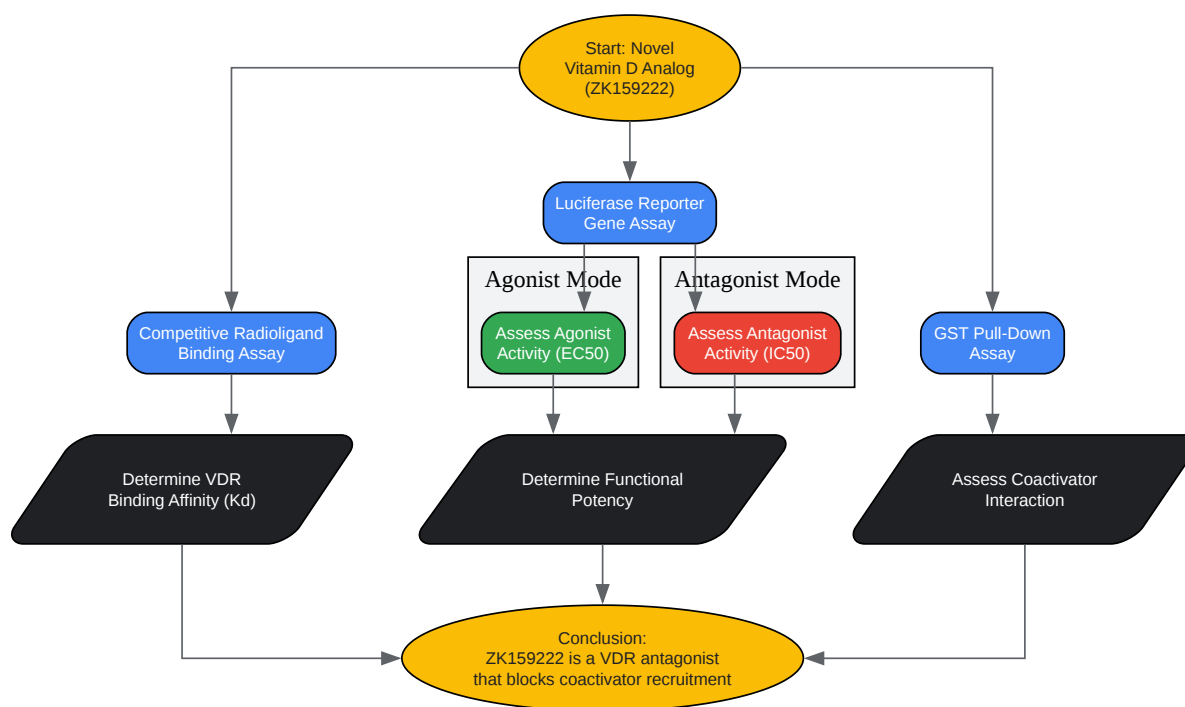 Start: Novel
Vitamin D Analog
(ZK159222)
Luciferase Reporter
Gene Assay
Agonist Mode
Antagonist Mode
Competitive Radioligand
Binding Assay
Assess Agonist
Activity (EC50)
Assess Antagonist
Activity (IC50)
GST Pull-Down
Assay
Determine VDR
Binding Affinity (Kd)
Determine Functional
Potency
Assess Coactivator
Interaction
Conclusion:
ZK159222 is a VDR antagonist
that blocks coactivator recruitment